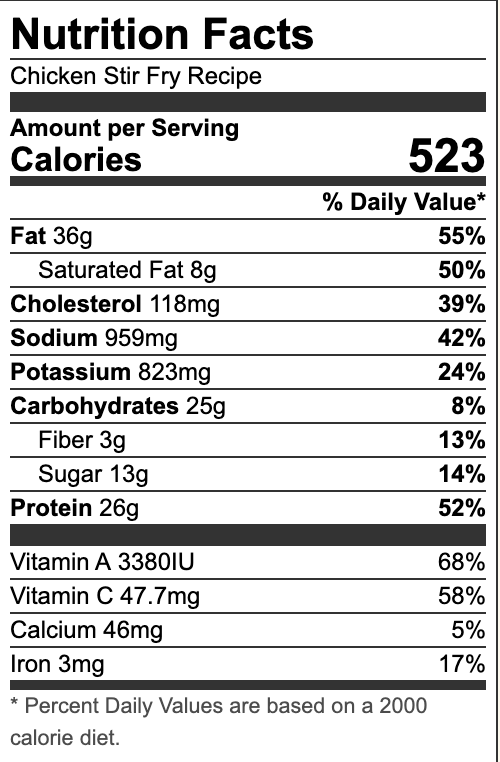 Nutrition Facts
Chicken Stir Fry Recipe
Amount per Serving
Calories 523
% Daily Value*
Fat 36g 55%
Saturated Fat 8g 50%
Cholesterol 118mg 39%
Sodium 959mg 42%
Potassium 823mg 24%
Carbohydrates 25g 8%
Fiber 3g 13%
Sugar 13g 14%
Protein 26g 52%
Vitamin A 3380IU 68%
Vitamin C 47.7mg 58%
Calcium 46mg 5%
Iron 3mg 17%
* Percent Daily Values are based on a 2000
calorie diet.